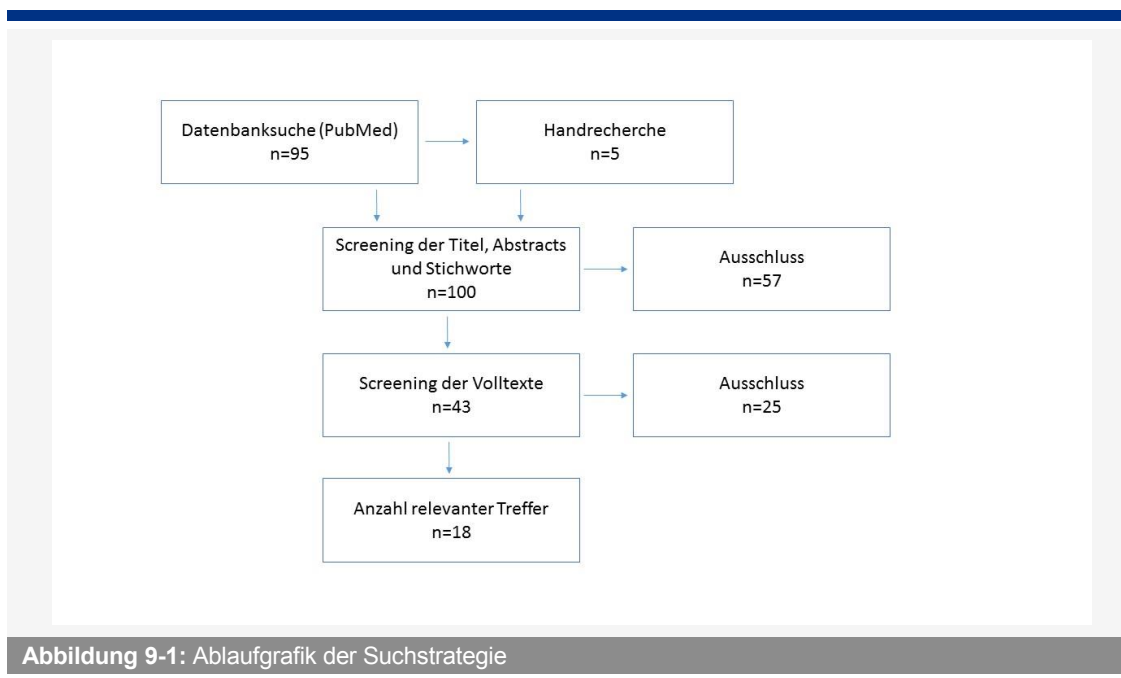 Datenbanksuche (PubMed)
n=95
Handrecherche
n=5
Screening der Titel, Abstracts
und Stichworte
n=100
Ausschluss
n=57
Screening der Volltexte
n=43
Ausschluss
n=25
Anzahl relevanter Treffer
n=18
Abbildung 9-1: Ablaufgrafik der Suchstrategie